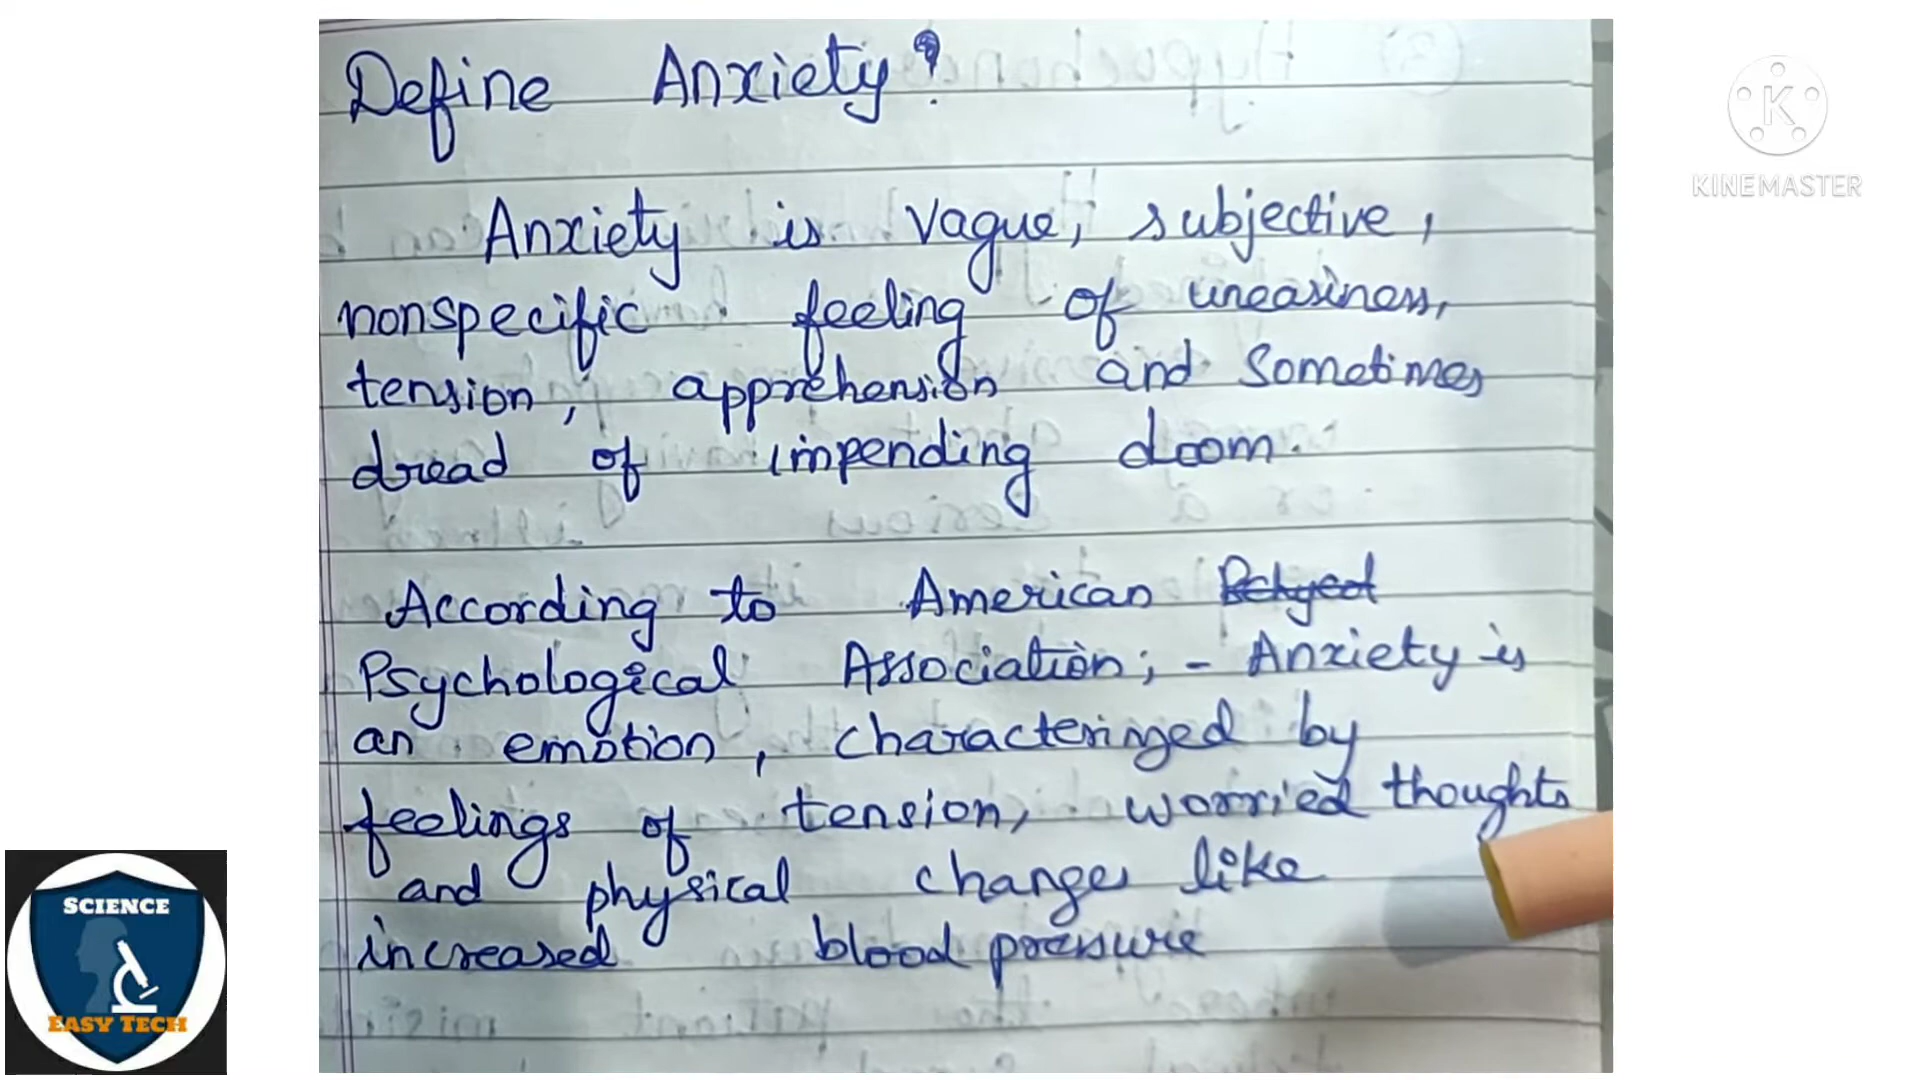 Define Anxiety?
Anxiety is vague, subjective,
nonspecific feeling of uneasiness,
tension, apprehension and sometimes
dread of impending doom.
According to American
Psychological Association; - Anxiety is
an emotion, characterized by
feelings of tension, worried thoughts
and physical changes like
increased blood pressure
KINEMASTER
SCIENCE
EASY TECH